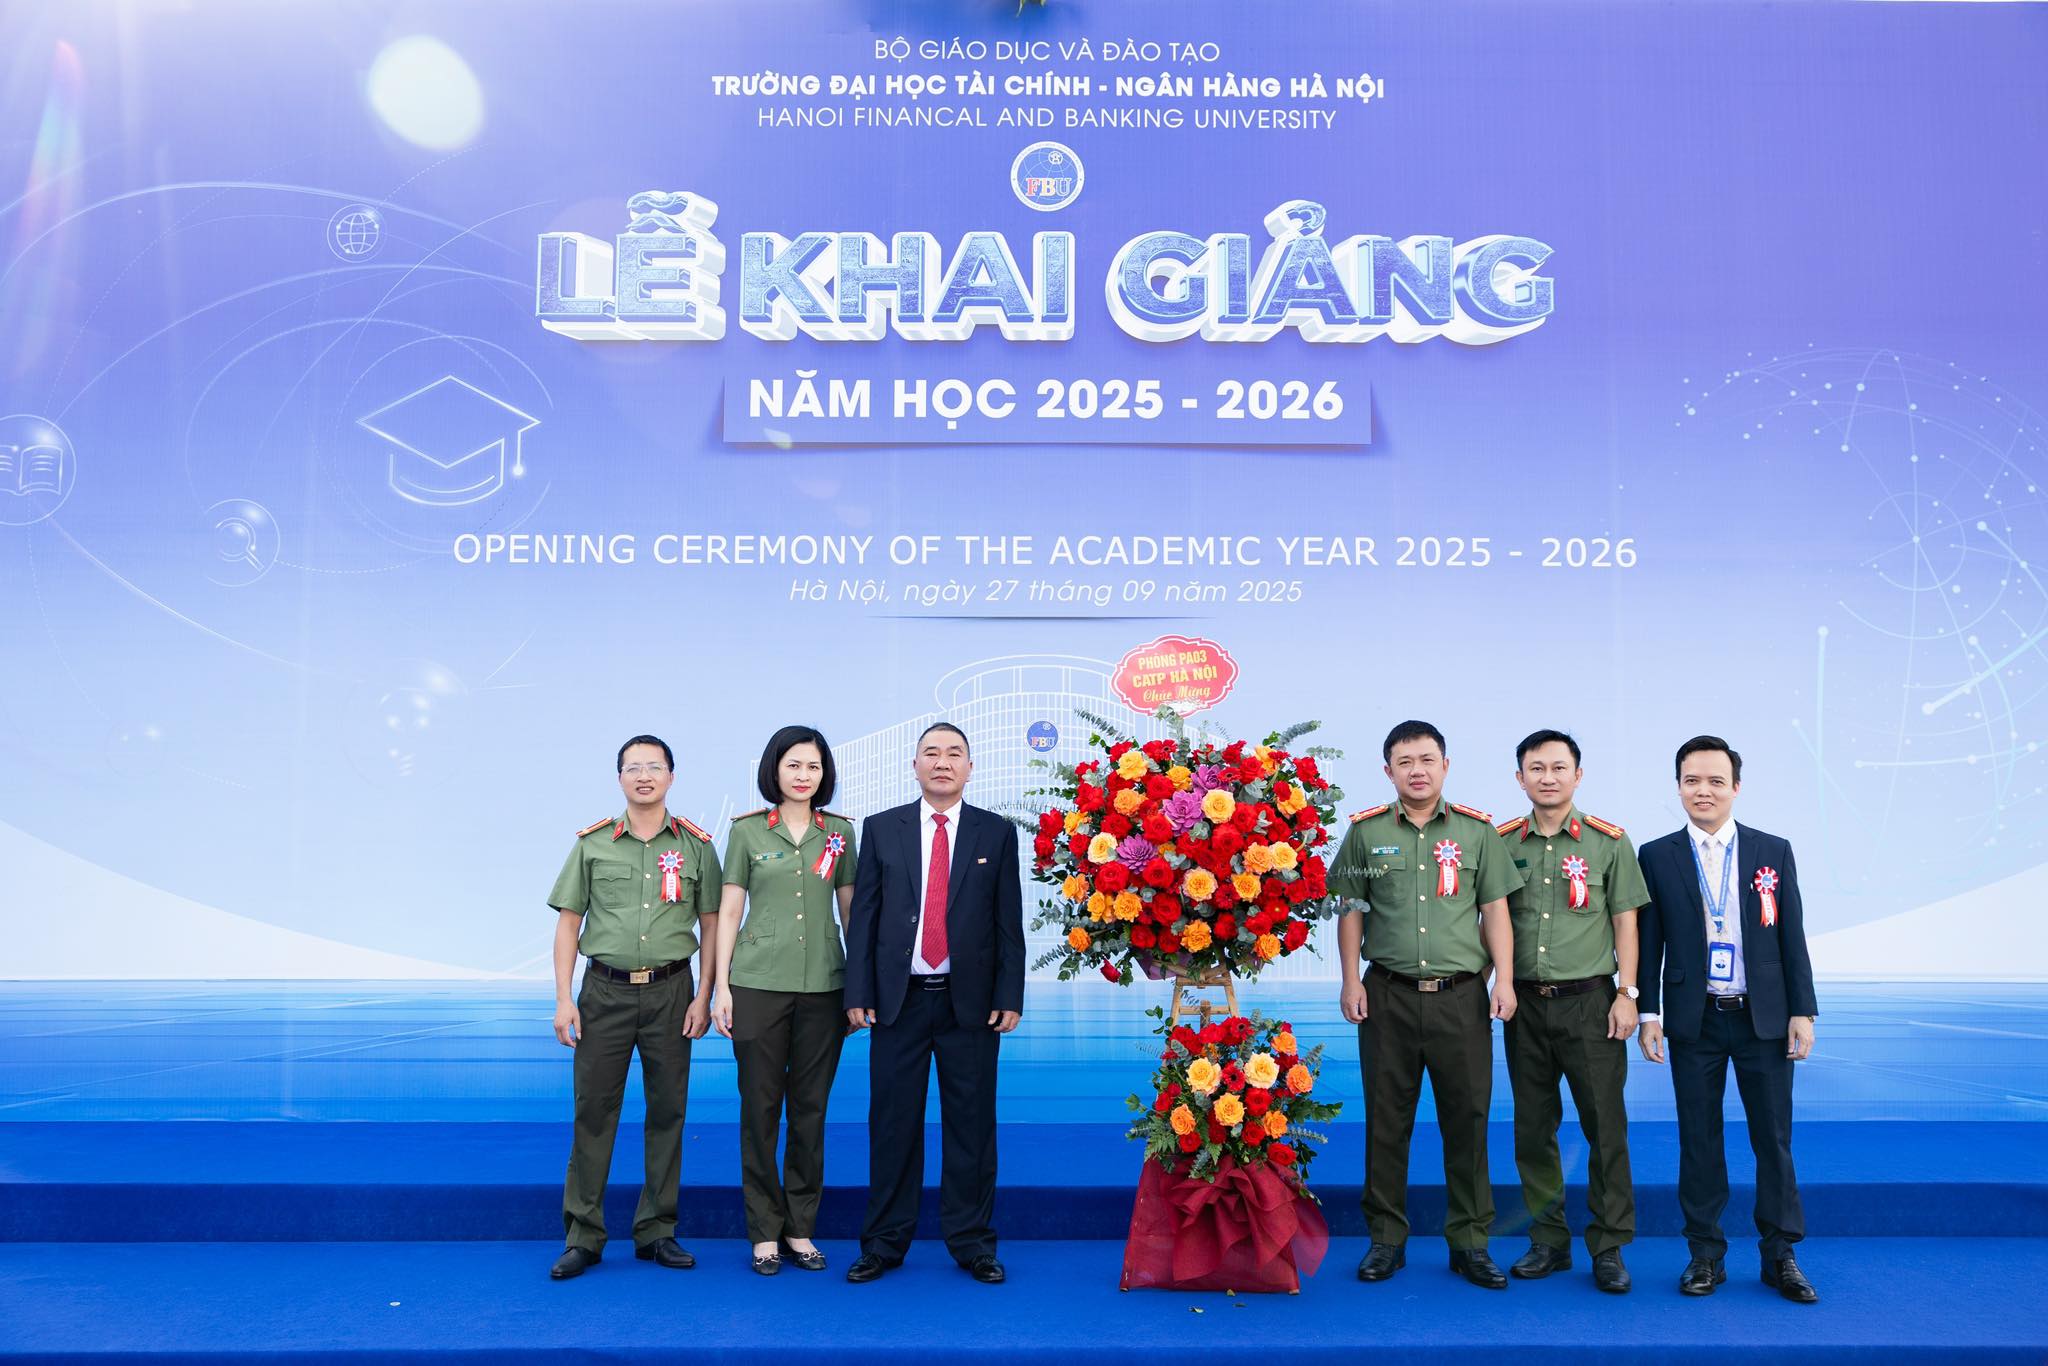 BỘ GIÁO DỤC VÀ ĐÀO TẠO
TRƯỜNG ĐẠI HỌC TÀI CHÍNH - NGÂN HÀNG HÀ NỘI
HANOI FINANCAL AND BANKING UNIVERSITY
FBU
LỄ KHAI GIẢNG
NĂM HỌC 2025 - 2026
OPENING CEREMONY OF THE ACADEMIC YEAR 2025 - 2026
Hà Nội, ngày 27 tháng 09 năm 2025
PHÒNG PA03
CATP HÀ NỘI
Chúc Mừng
FBU